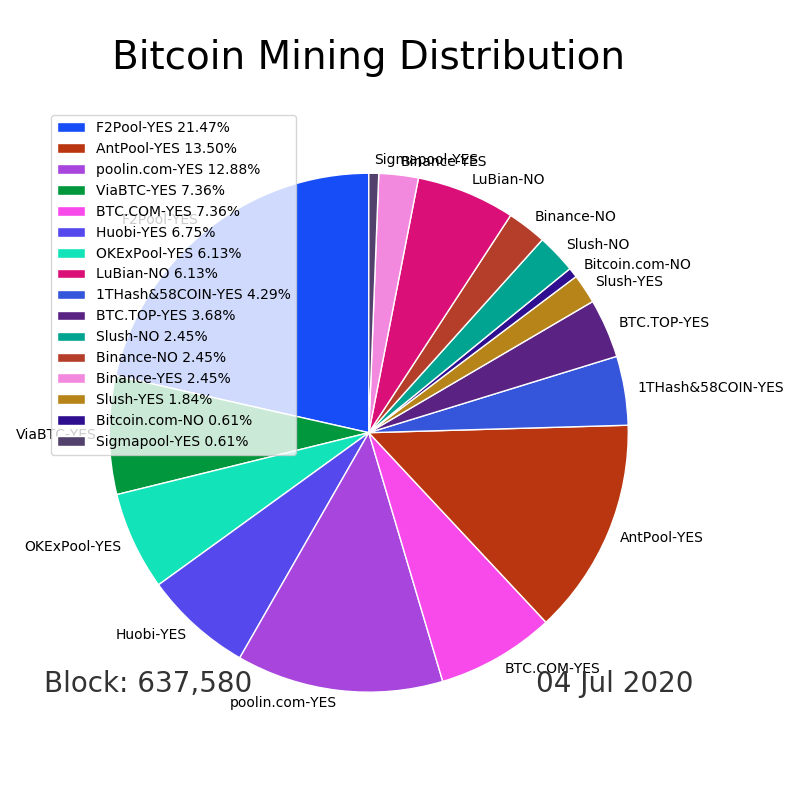 Bitcoin Mining Distribution
F2Pool-YES 21.47%
AntPool-YES 13.50%
poolin.com-YES 12.88%
ViaBTC-YES 7.36%
BTC.COM-YES 7.36%
Huobi-YES 6.75%
OKExPool-YES 6.13%
LuBian-NO 6.13%
1THash&58COIN-YES 4.29%
BTC.TOP-YES 3.68%
Slush-NO 2.45%
Binance-NO 2.45%
Binance-YES 2.45%
Slush-YES 1.84%
Bitcoin.com-NO 0.61%
Sigmapool-YES 0.61%
Sigmapool-YES
Binance-YES
LuBian-NO
Binance-NO
Slush-NO
Bitcoin.com-NO
Slush-YES
BTC.TOP-YES
1THash&58COIN-YES
AntPool-YES
BTC.COM-YES
poolin.com-YES
Huobi-YES
OKExPool-YES
ViaBTC-YES
F2Pool-YES
Block: 637,580
04 Jul 2020